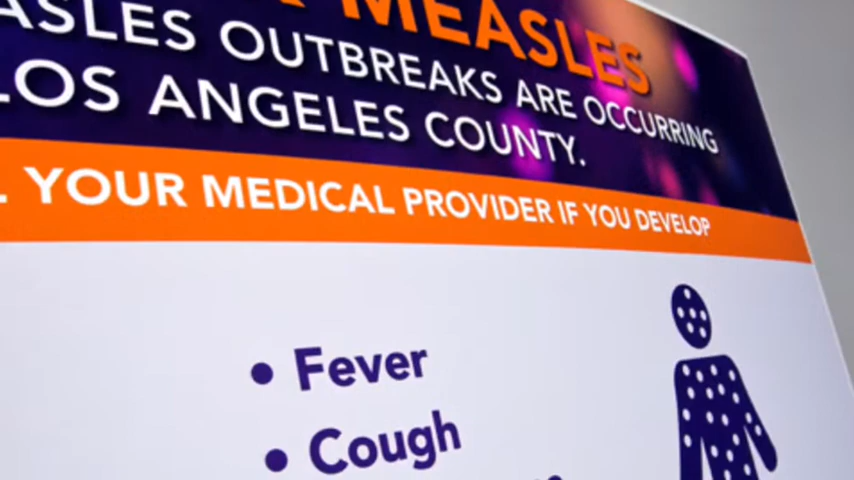 MEASLES
ASLES OUTBREAKS ARE OCCURRING
LOS ANGELES COUNTY.
YOUR MEDICAL PROVIDER IF YOU DEVELOP
• Fever
• Cough